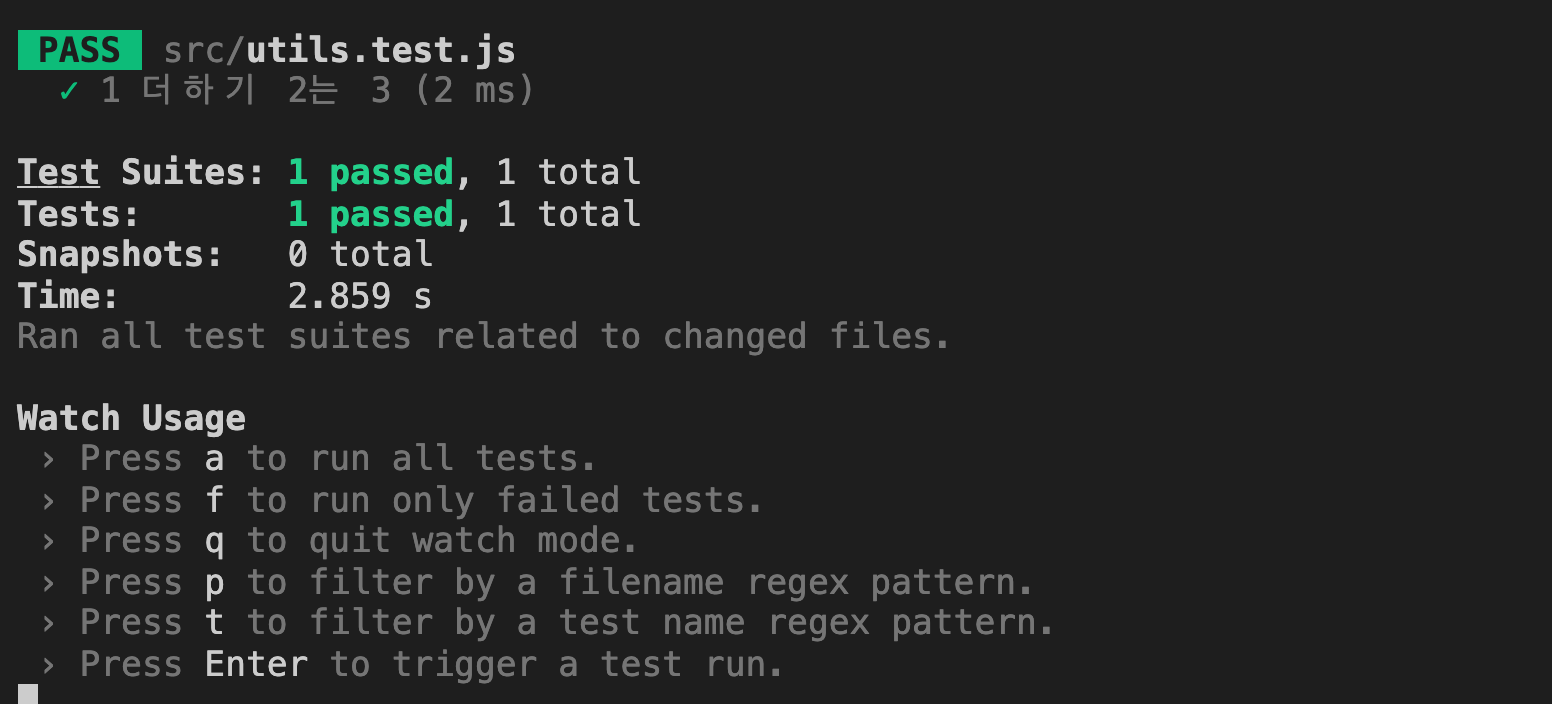 PASS src/utils.test.js
✓ 1 더하기 2는 3 (2 ms)
Test Suites: 1 passed, 1 total
Tests: 1 passed, 1 total
Snapshots: 0 total
Time: 2.859 s
Ran all test suites related to changed files.
Watch Usage
› Press a to run all tests.
› Press f to run only failed tests.
› Press q to quit watch mode.
› Press p to filter by a filename regex pattern.
› Press t to filter by a test name regex pattern.
› Press Enter to trigger a test run.